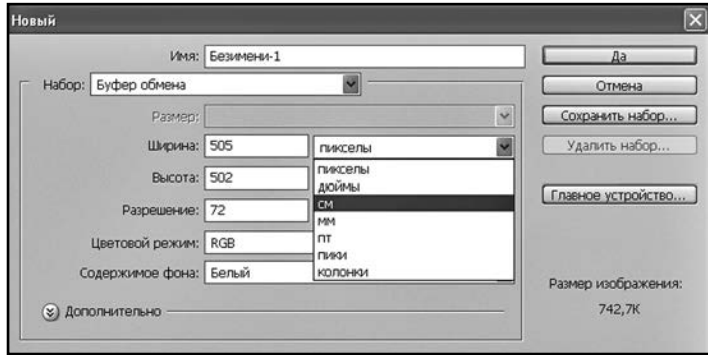 Новый
Имя: Безимени-1
Да
Набор: Буфер обмена
Отмена
Размер:
Сохранить набор...
Ширина: 505 пикселы
Удалить набор...
пикселы
Высота: 502
дюймы
Главное устройство...
см
Разрешение: 72
мм
Цветовой режим: RGB
пт
пики
Содержимое фона: Белый
колонки
Размер изображения:
Дополнительно
742,7К